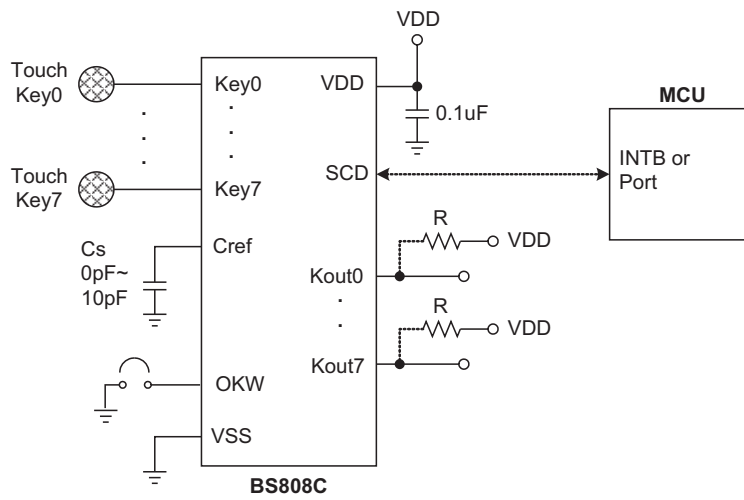 VDD
Touch
Key0
Key0
VDD
0.1uF
MCU
Touch
Key7
Key7
SCD
INTB or
Port
Cs
0pF~
10pF
Cref
R
VDD
Kout0
R
VDD
Kout7
OKW
VSS
BS808C